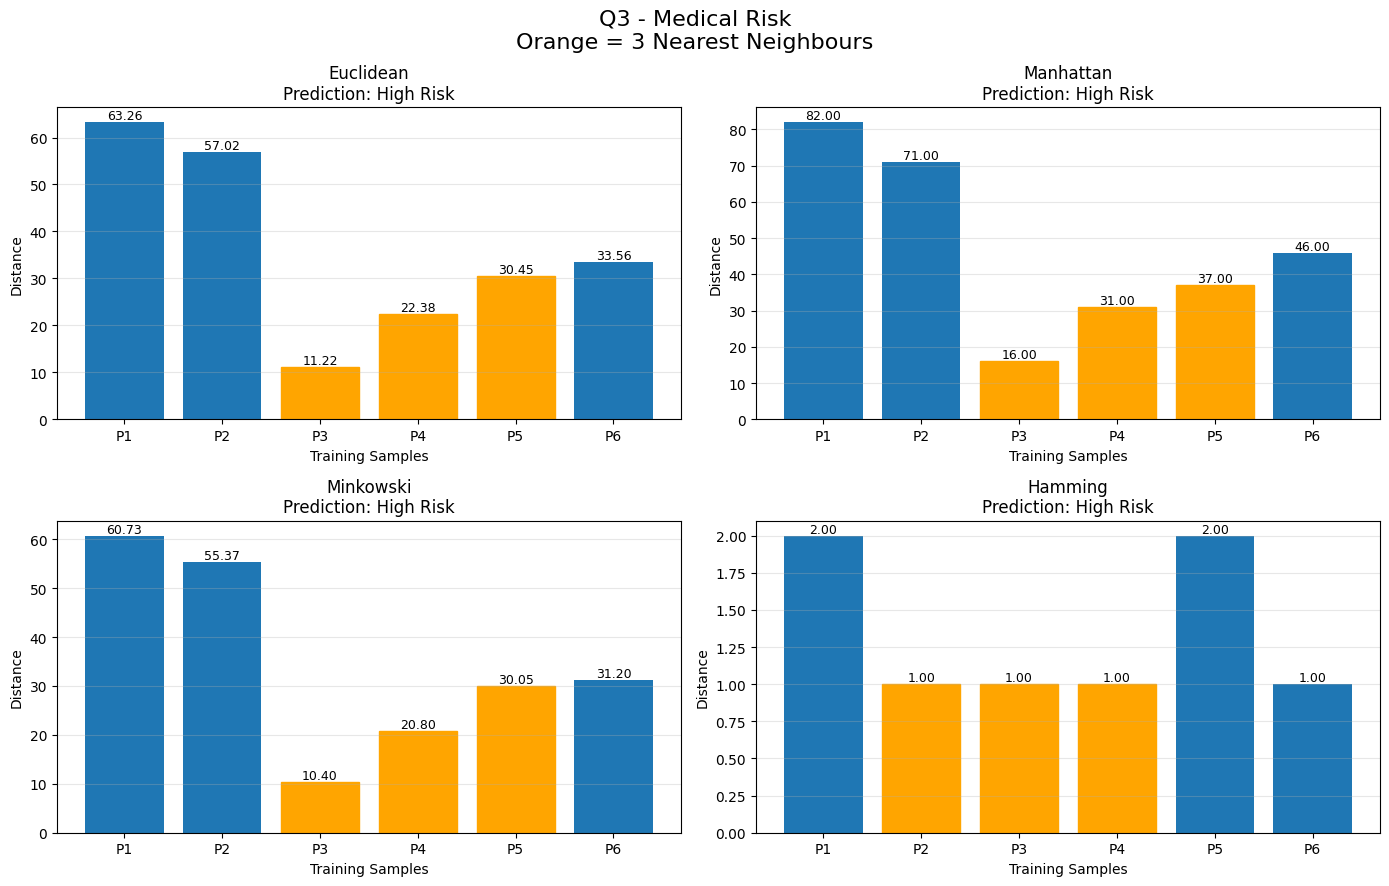 Q3 - Medical Risk
Orange = 3 Nearest Neighbours
Euclidean
Prediction: High Risk
63.26
57.02
11.22
22.38
30.45
33.56
60
50
40
30
20
10
0
Distance
P1 P2 P3 P4 P5 P6
Training Samples
Manhattan
Prediction: High Risk
82.00
71.00
16.00
31.00
37.00
46.00
80
70
60
50
40
30
20
10
0
Distance
P1 P2 P3 P4 P5 P6
Training Samples
Minkowski
Prediction: High Risk
60.73
55.37
10.40
20.80
30.05
31.20
60
50
40
30
20
10
0
Distance
P1 P2 P3 P4 P5 P6
Training Samples
Hamming
Prediction: High Risk
2.00
1.00
1.00
1.00
2.00
1.00
2.00
1.75
1.50
1.25
1.00
0.75
0.50
0.25
0.00
Distance
P1 P2 P3 P4 P5 P6
Training Samples